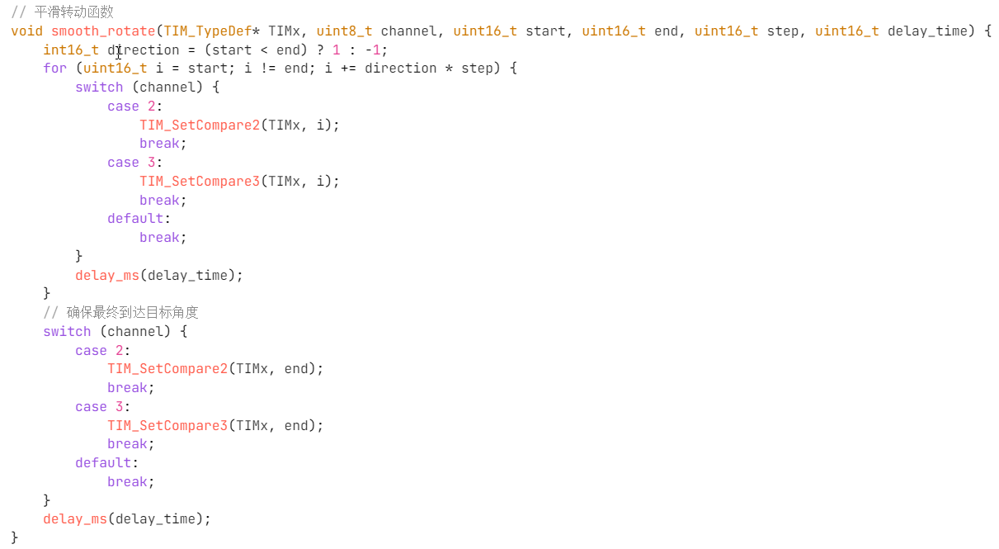 // 平滑转动函数
void smooth_rotate(TIM_TypeDef* TIMx, uint8_t channel, uint16_t start, uint16_t end, uint16_t step, uint16_t delay_time) {
    int16_t direction = (start < end) ? 1 : -1;
    for (uint16_t i = start; i != end; i += direction * step) {
        switch (channel) {
            case 2:
                TIM_SetCompare2(TIMx, i);
                break;
            case 3:
                TIM_SetCompare3(TIMx, i);
                break;
            default:
                break;
        }
        delay_ms(delay_time);
    }
    // 确保最终到达目标角度
    switch (channel) {
        case 2:
            TIM_SetCompare2(TIMx, end);
            break;
        case 3:
            TIM_SetCompare3(TIMx, end);
            break;
        default:
            break;
    }
    delay_ms(delay_time);
}